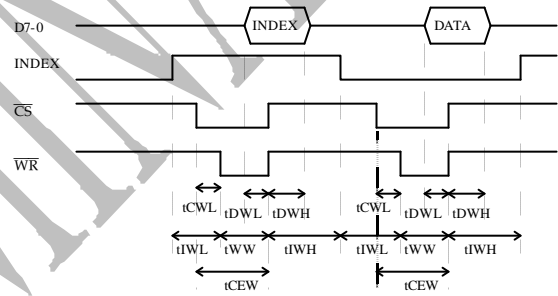 D7-0 INDEX DATA
INDEX
CS
WR
tCWL tDWL tDWH tCWL tDWL tDWH
tIWL tWW tIWH tIWL tWW tIWH
tCEW tCEW